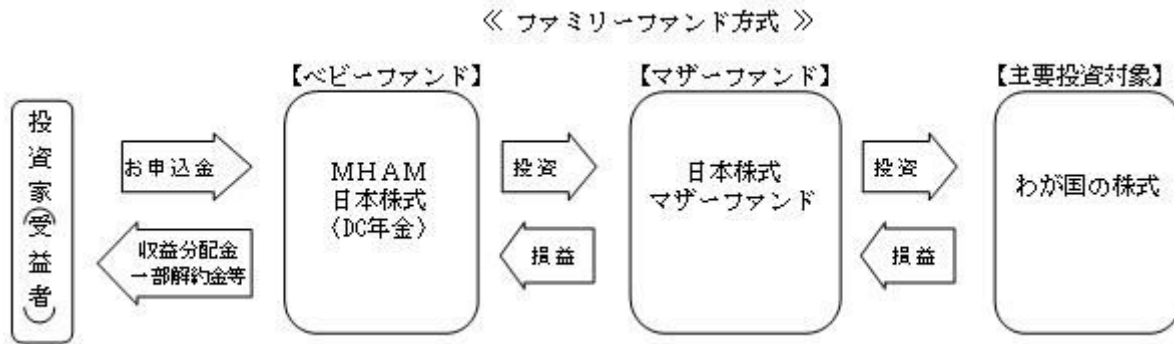 ≪ ファミリーファンド方式 ≫
【ベビーファンド】
【マザーファンド】
【主要投資対象】
投資家(受益者)
お申込金
収益分配金
一部解約金等
MHAM
日本株式
〈DC年金〉
投資
損益
日本株式
マザーファンド
投資
損益
わが国の株式